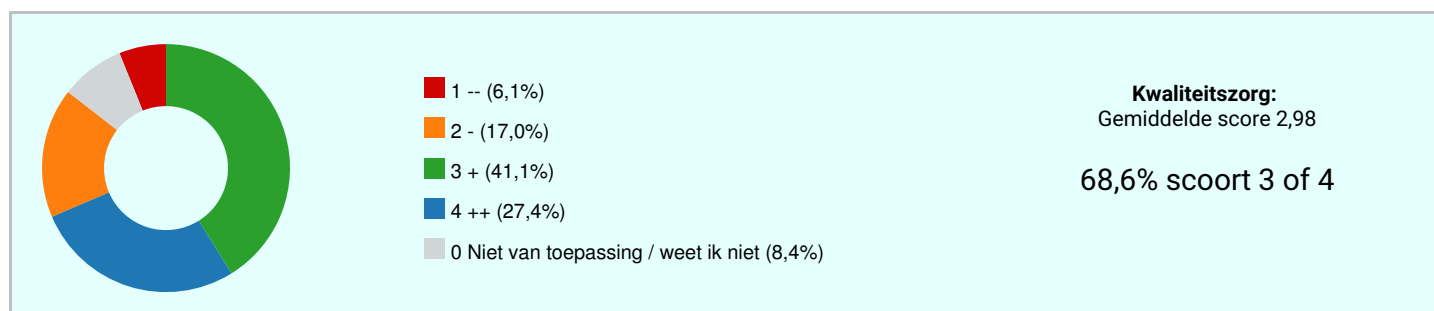 1 -- (6,1%)
2 - (17,0%)
3 + (41,1%)
4 ++ (27,4%)
0 Niet van toepassing / weet ik niet (8,4%)
Kwaliteitszorg:
Gemiddelde score 2,98
68,6% scoort 3 of 4